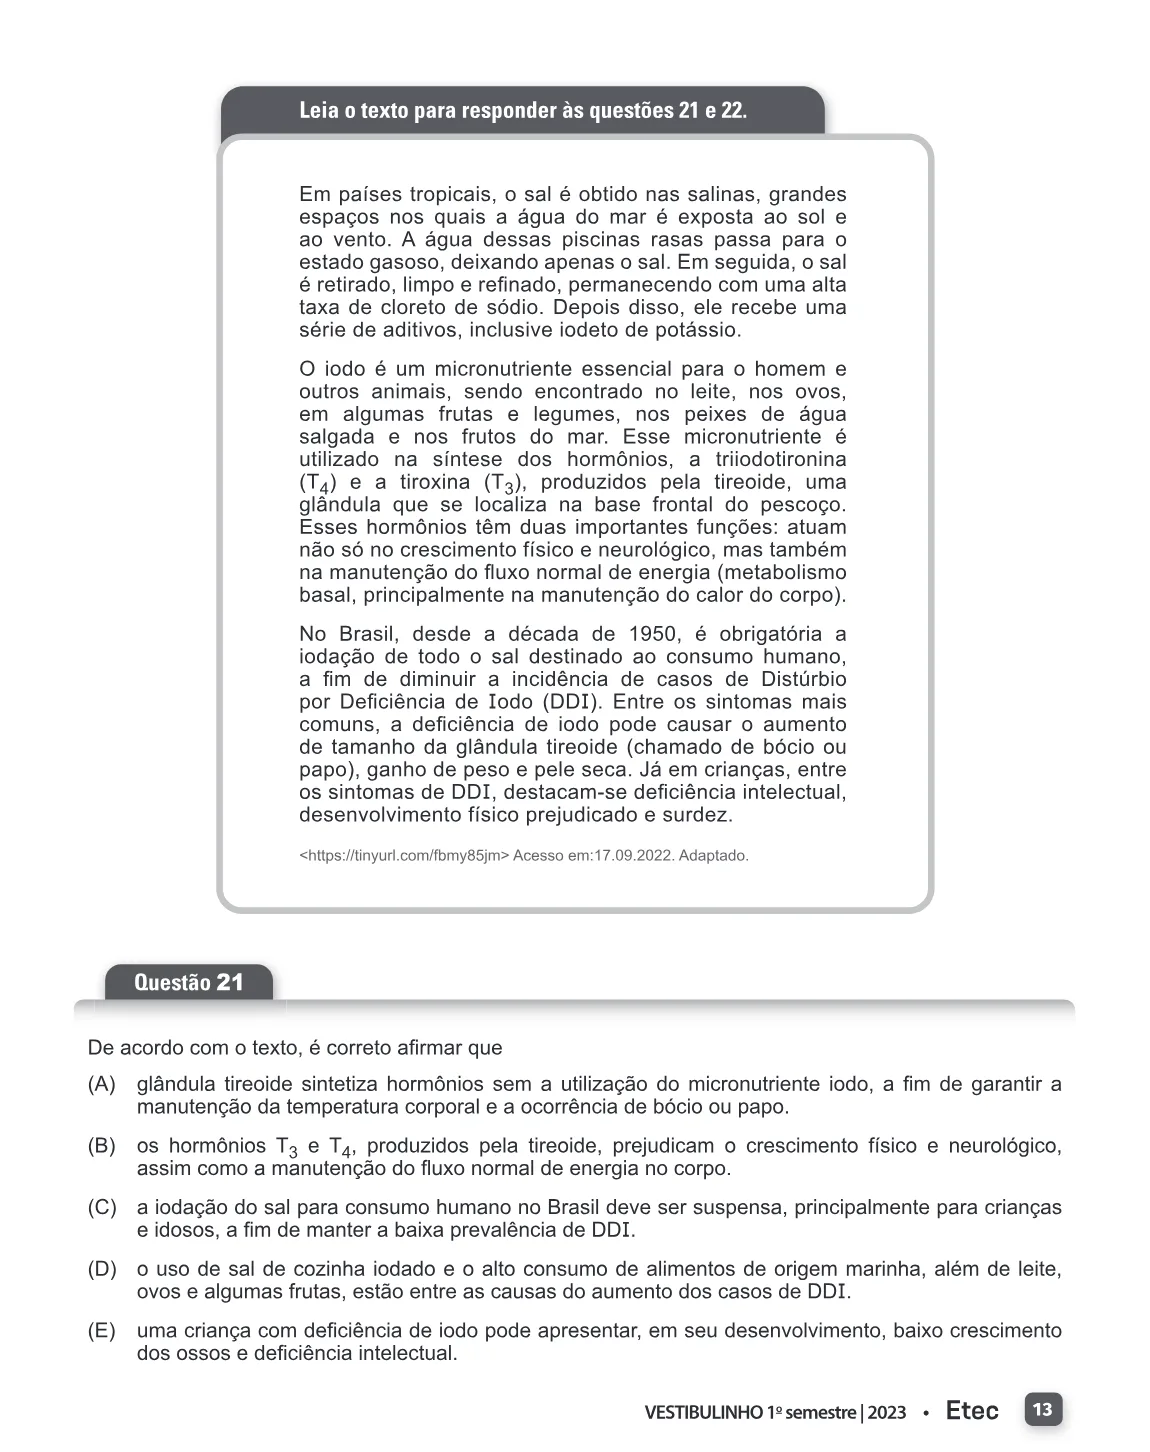 Leia o texto para responder às questões 21 e 22.
Em países tropicais, o sal é obtido nas salinas, grandes
espaços nos quais a água do mar é exposta ao sol e
ao vento. A água dessas piscinas rasas passa para o
estado gasoso, deixando apenas o sal. Em seguida, o sal
é retirado, limpo e refinado, permanecendo com uma alta
taxa de cloreto de sódio. Depois disso, ele recebe uma
série de aditivos, inclusive iodeto de potássio.
O iodo é um micronutriente essencial para o homem e
outros animais, sendo encontrado no leite, nos ovos,
em algumas frutas e legumes, nos peixes de água
salgada e nos frutos do mar. Esse micronutriente é
utilizado na síntese dos hormônios, a triiodotironina
(T4) e a tiroxina (T3), produzidos pela tireoide, uma
glândula que se localiza na base frontal do pescoço.
Esses hormônios têm duas importantes funções: atuam
não só no crescimento físico e neurológico, mas também
na manutenção do fluxo normal de energia (metabolismo
basal, principalmente na manutenção do calor do corpo).
No Brasil, desde a década de 1950, é obrigatória a
iodação de todo o sal destinado ao consumo humano,
a fim de diminuir a incidência de casos de Distúrbio
por Deficiência de Iodo (DDI). Entre os sintomas mais
comuns, a deficiência de iodo pode causar o aumento
de tamanho da glândula tireoide (chamado de bócio ou
papo), ganho de peso e pele seca. Já em crianças, entre
os sintomas de DDI, destacam-se deficiência intelectual,
desenvolvimento físico prejudicado e surdez.
<https://tinyurl.com/fbmy85jm> Acesso em:17.09.2022. Adaptado.
Questão 21
De acordo com o texto, é correto afirmar que
(A) glândula tireoide sintetiza hormônios sem a utilização do micronutriente iodo, a fim de garantir a
manutenção da temperatura corporal e a ocorrência de bócio ou papo.
(B) os hormônios T3 e T4, produzidos pela tireoide, prejudicam o crescimento físico e neurológico,
assim como a manutenção do fluxo normal de energia no corpo.
(C) a iodação do sal para consumo humano no Brasil deve ser suspensa, principalmente para crianças
e idosos, a fim de manter a baixa prevalência de DDI.
(D) o uso de sal de cozinha iodado e o alto consumo de alimentos de origem marinha, além de leite,
ovos e algumas frutas, estão entre as causas do aumento dos casos de DDI.
(E) uma criança com deficiência de iodo pode apresentar, em seu desenvolvimento, baixo crescimento
dos ossos e deficiência intelectual.
VESTIBULINHO 1º semestre | 2023 • Etec 13